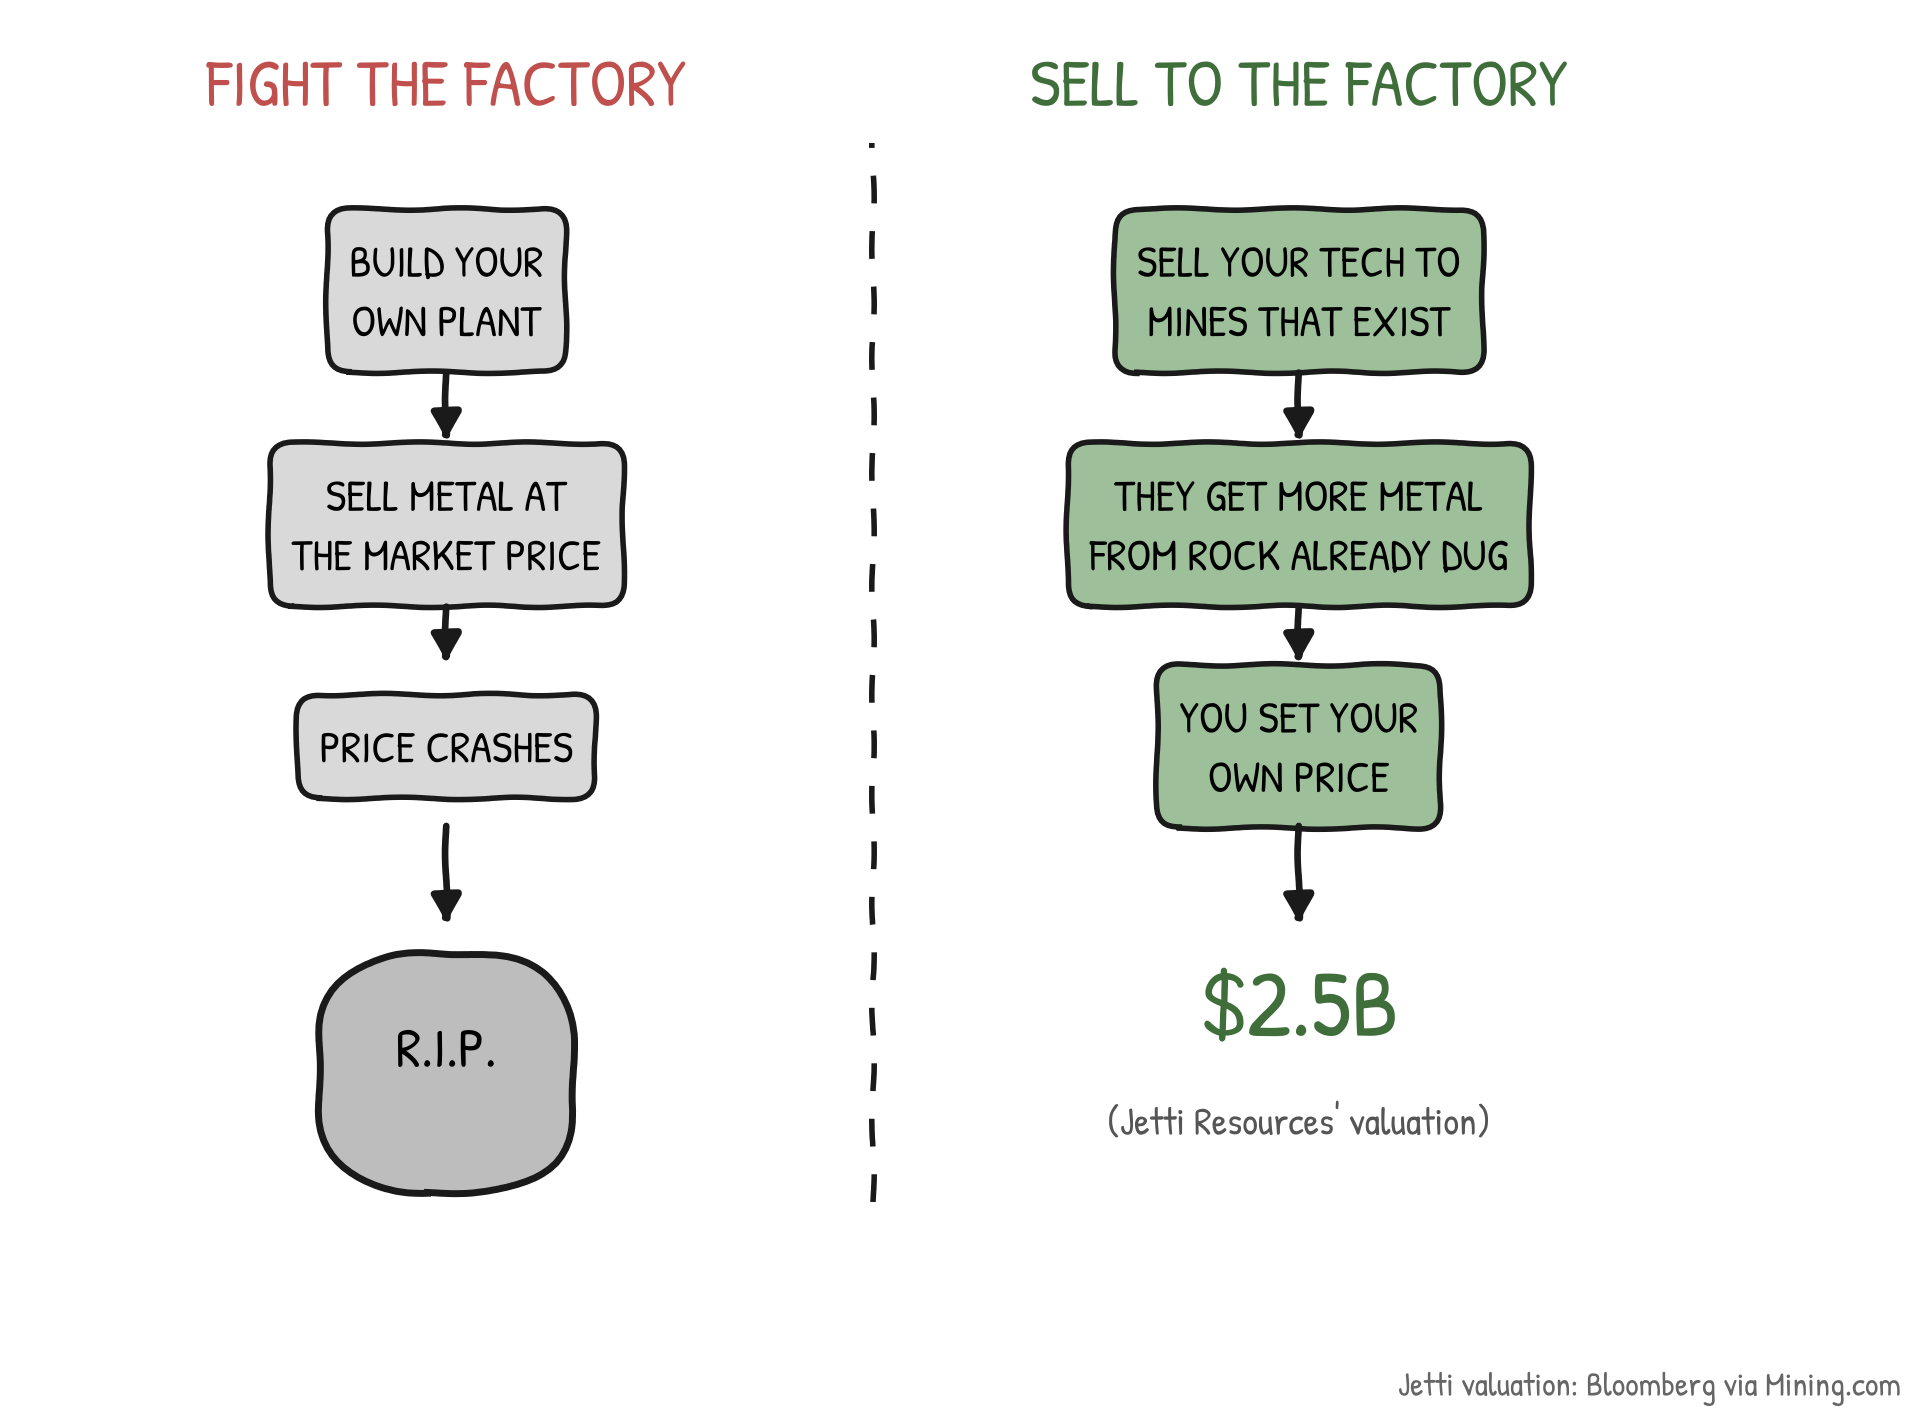 FIGHT THE FACTORY
BUILD YOUR
OWN PLANT
SELL METAL AT
THE MARKET PRICE
PRICE CRASHES
R.I.P.
SELL TO THE FACTORY
SELL YOUR TECH TO
MINES THAT EXIST
THEY GET MORE METAL
FROM ROCK ALREADY DUG
YOU SET YOUR
OWN PRICE
$2.5B
(Jetti Resources' valuation)
Jetti valuation: Bloomberg via Mining.com